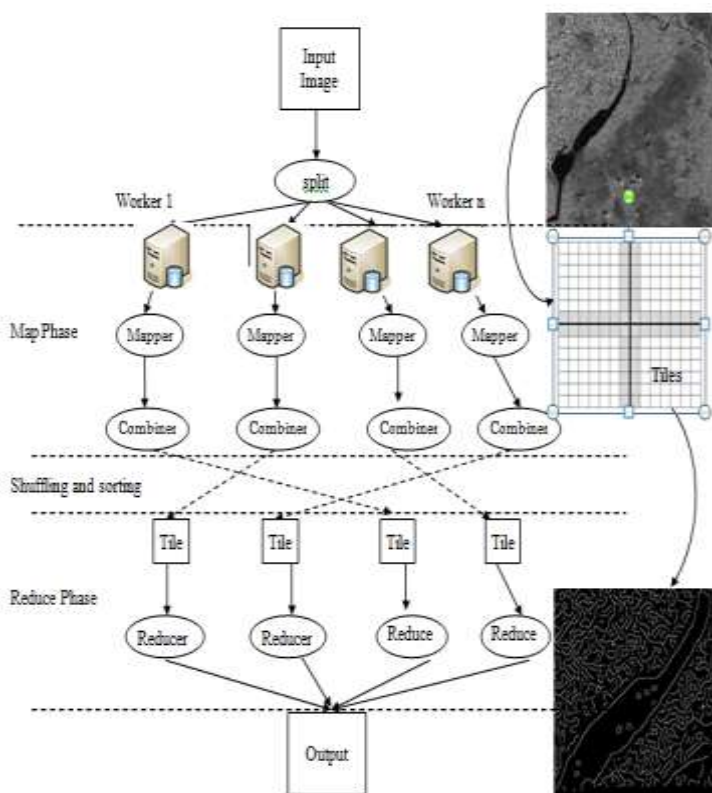 Input
Image
split
Worker 1
Worker n
Map Phase
Mapper
Mapper
Mapper
Mapper
Tiles
Combiner
Combiner
Combiner
Combiner
Shuffling and sorting
Tile
Tile
Tile
Tile
Reduce Phase
Reducer
Reducer
Reduce
Reduce
Output